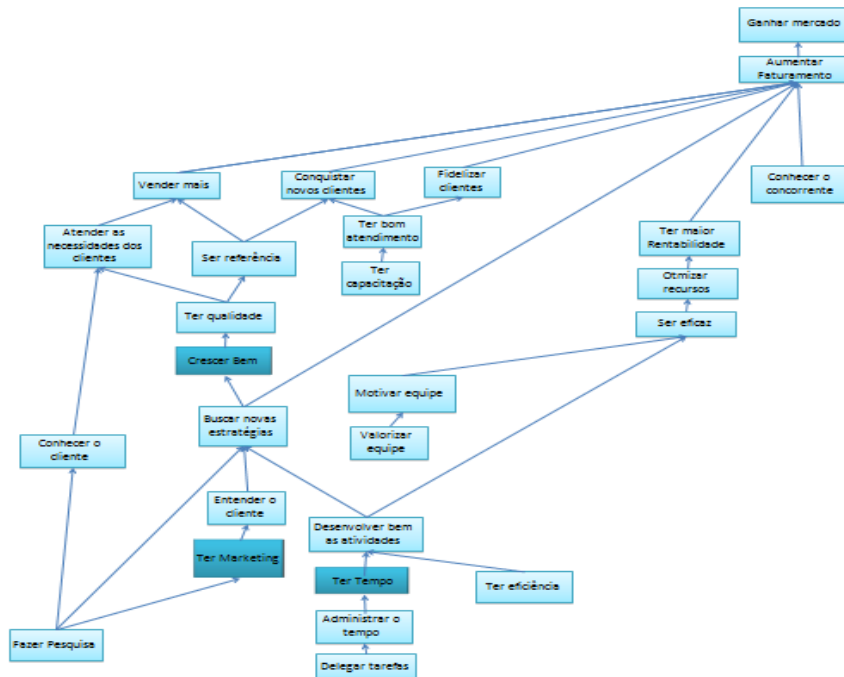 Ganhar mercado
Aumentar
Faturamento
Vender mais
Conquistar
novos clientes
Fidelizar
clientes
Conhecer o
concorrente
Atender as
necessidades dos
clientes
Ser referência
Ter bom
atendimento
Ter maior
Rentabilidade
Ter
capacitação
Otmizar
recursos
Ter qualidade
Ser eficaz
Crescer Bem
Motivar equipe
Buscar novas
estratégias
Valorizar
equipe
Conhecer o
cliente
Entender o
cliente
Desenvolver bem
as atividades
Ter Marketing
Ter Tempo
Ter eficiência
Administrar o
tempo
Fazer Pesquisa
Delegar tarefas